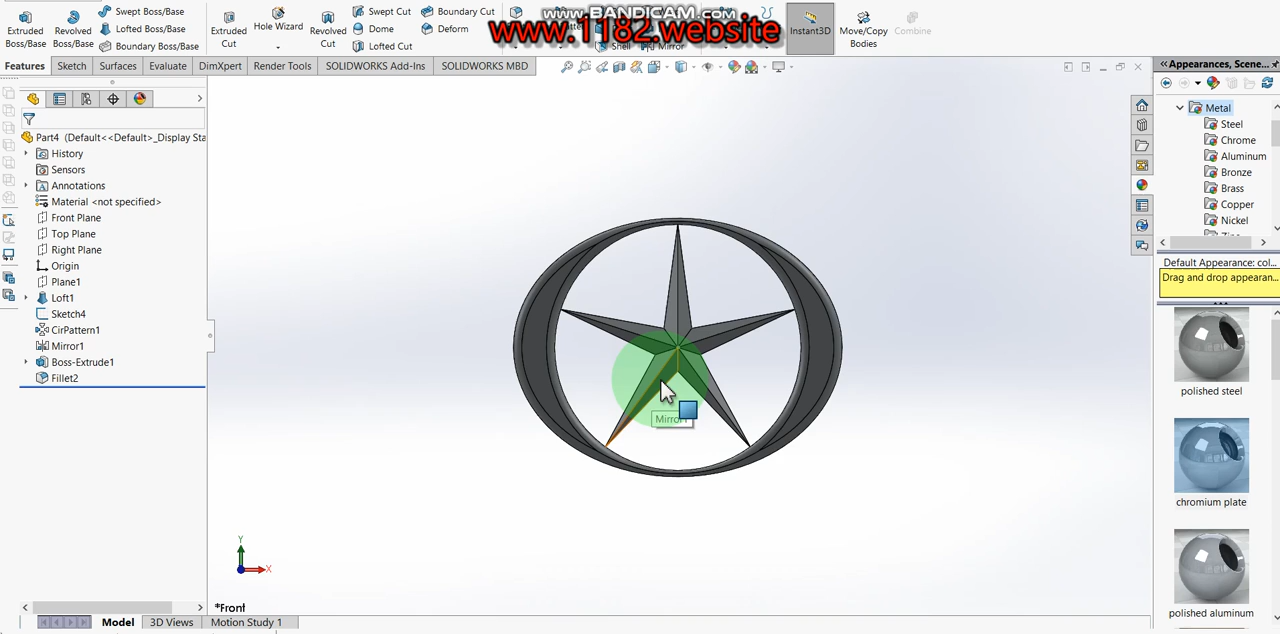 www.BANDICAM.com
www.1182.website
Extruded Boss/Base
Revolved Boss/Base
Swept Boss/Base
Lofted Boss/Base
Boundary Boss/Base
Extruded Cut
Hole Wizard
Revolved Cut
Swept Cut
Dome
Lofted Cut
Boundary Cut
Deform
Shell
Mirror
Instant3D
Move/Copy Bodies
Combine
Features
Sketch
Surfaces
Evaluate
DimXpert
Render Tools
SOLIDWORKS Add-Ins
SOLIDWORKS MBD
Part4 (Default<<Default>_Display Sta
History
Sensors
Annotations
Material <not specified>
Front Plane
Top Plane
Right Plane
Origin
Plane1
Loft1
Sketch4
CirPattern1
Mirror1
Boss-Extrude1
Fillet2
Y
X
*Front
Model
3D Views
Motion Study 1
Appearances, Scene...
Metal
Steel
Chrome
Aluminum
Bronze
Brass
Copper
Nickel
Default Appearance: col...
Drag and drop appearan...
polished steel
chromium plate
polished aluminum